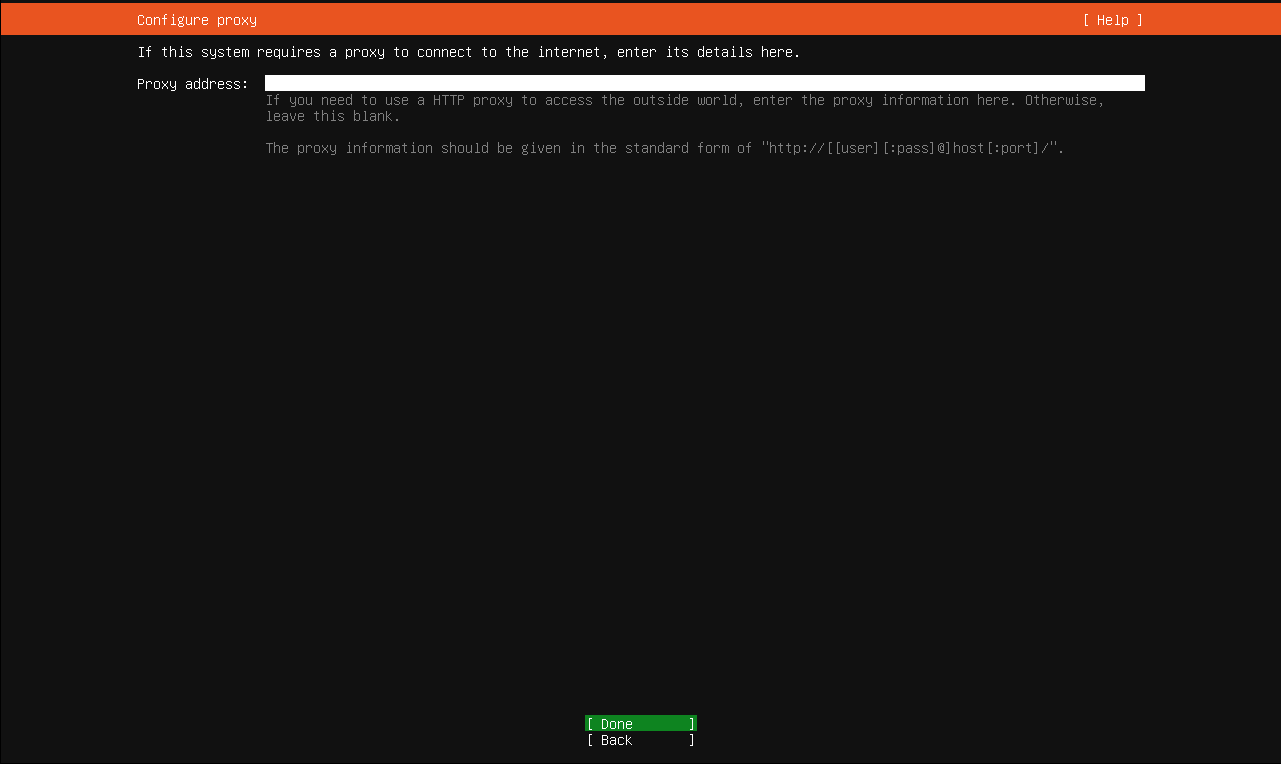 Configure proxy [ Help ]
If this system requires a proxy to connect to the internet, enter its details here.
Proxy address:
If you need to use a HTTP proxy to access the outside world, enter the proxy information here. Otherwise,
leave this blank.
The proxy information should be given in the standard form of "http://[[user][:pass]@]host[:port]/".
[ Done ]
[ Back ]